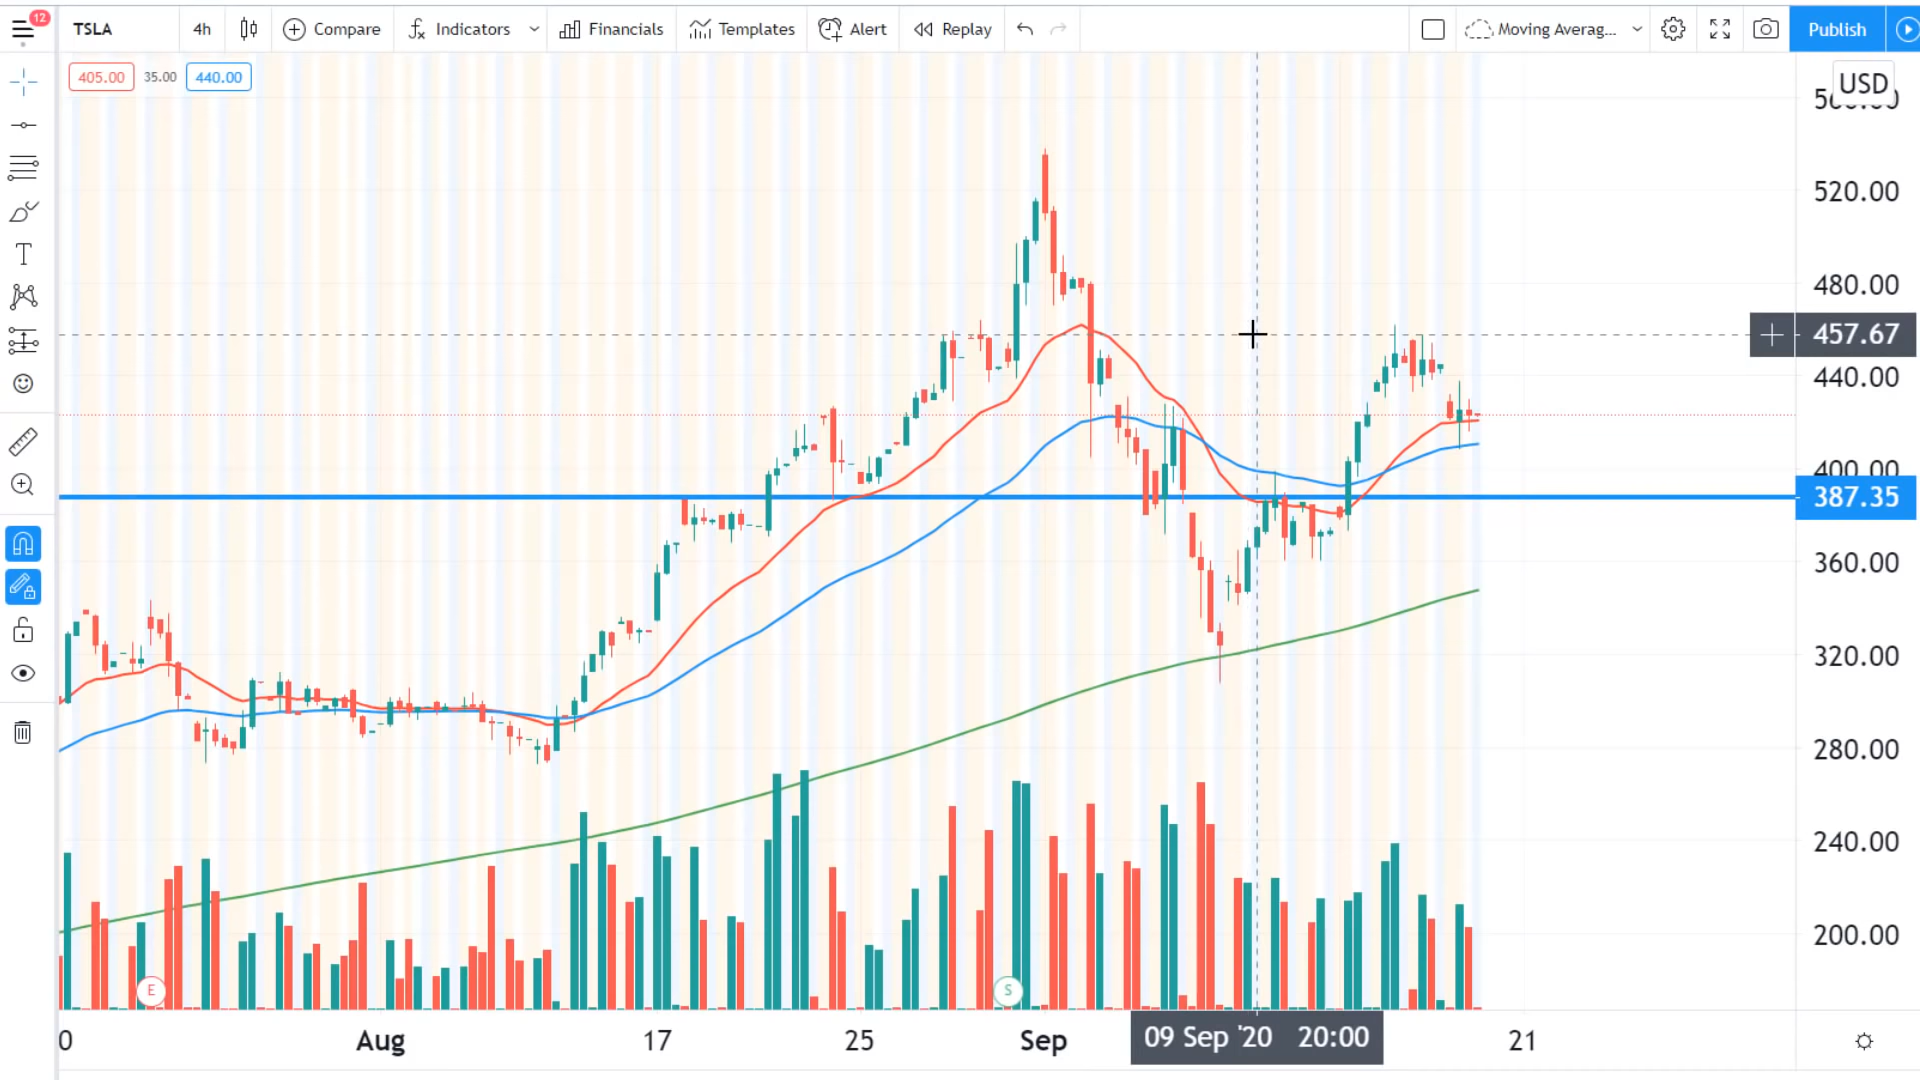 12
TSLA 4h Compare Indicators Financials Templates Alert Replay Moving Averag... Publish
405.00 35.00 440.00
USD
520.00
480.00
457.67
440.00
400.00
387.35
360.00
320.00
280.00
240.00
200.00
E S
0 Aug 17 25 Sep 09 Sep '20 20:00 21